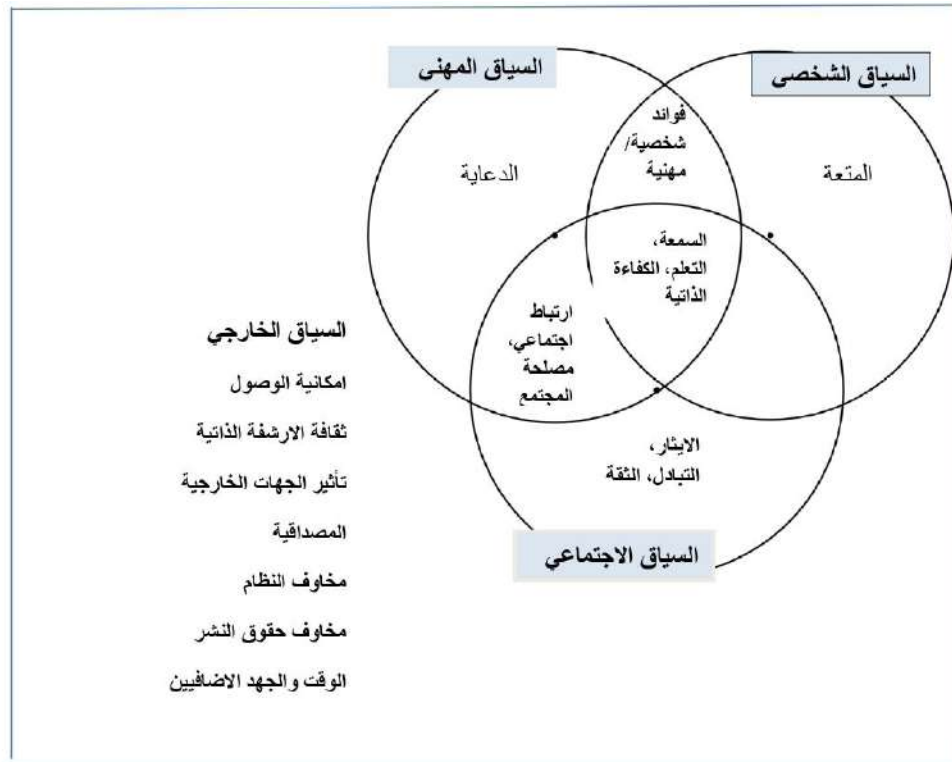 السياق الشخصى
السياق المهنى
فوائد
شخصية/
مهنية
المتعة
الدعاية
السمعة،
التعلم، الكفاءة
الذاتية
ارتباط
اجتماعي،
مصلحة
المجتمع
الايثار،
التبادل، الثقة
السياق الاجتماعي
السياق الخارجي
امكانية الوصول
ثقافة الارشفة الذاتية
تأثير الجهات الخارجية
المصداقية
مخاوف النظام
مخاوف حقوق النشر
الوقت والجهد الاضافيين